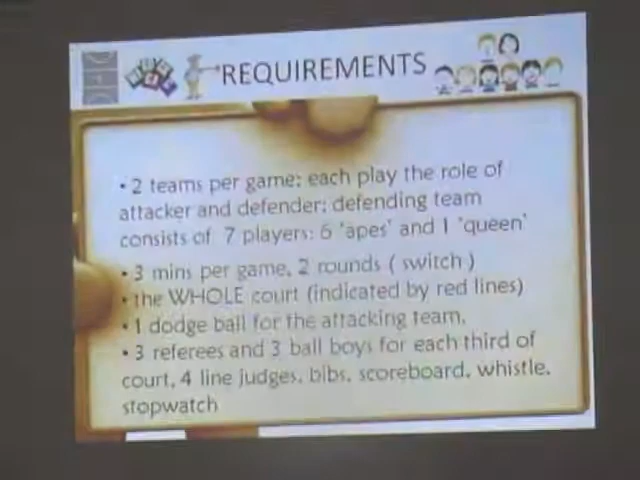 REQUIREMENTS
• 2 teams per game; each play the role of
attacker and defender; defending team
consists of 7 players: 6 'apes' and 1 'queen'
• 3 mins per game, 2 rounds ( switch )
• the WHOLE court (indicated by red lines)
• 1 dodge ball for the attacking team,
• 3 referees and 3 ball boys for each third of
court, 4 line judges, bibs, scoreboard, whistle,
stopwatch